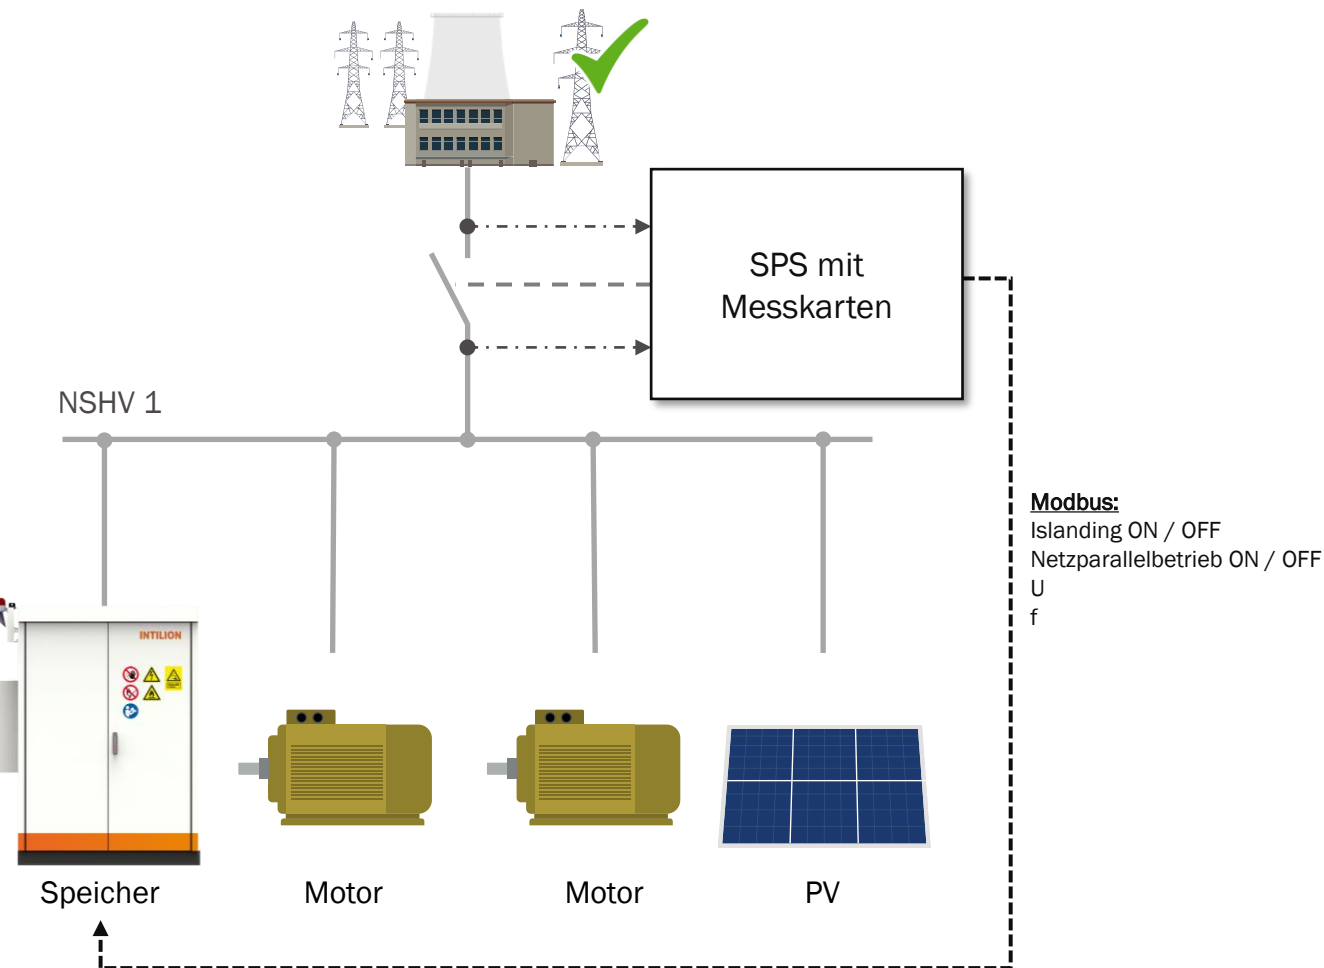 SPS mit
Messkarten
NSHV 1
Modbus:
Islanding ON / OFF
Netzparallelbetrieb ON / OFF
U
f
INTILION
Speicher
Motor
Motor
PV